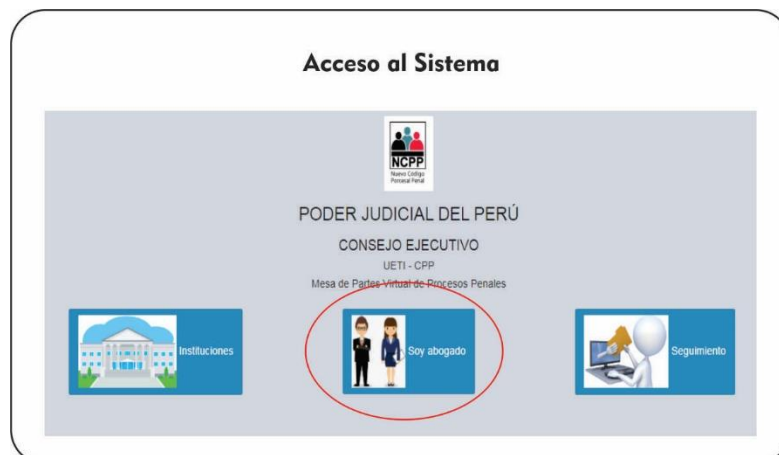 Acceso al Sistema
NCPP
Nuevo Código
Procesal Penal
PODER JUDICIAL DEL PERÚ
CONSEJO EJECUTIVO
UETI - CPP
Mesa de Partes Virtual de Procesos Penales
Instituciones
Soy abogado
Seguimiento